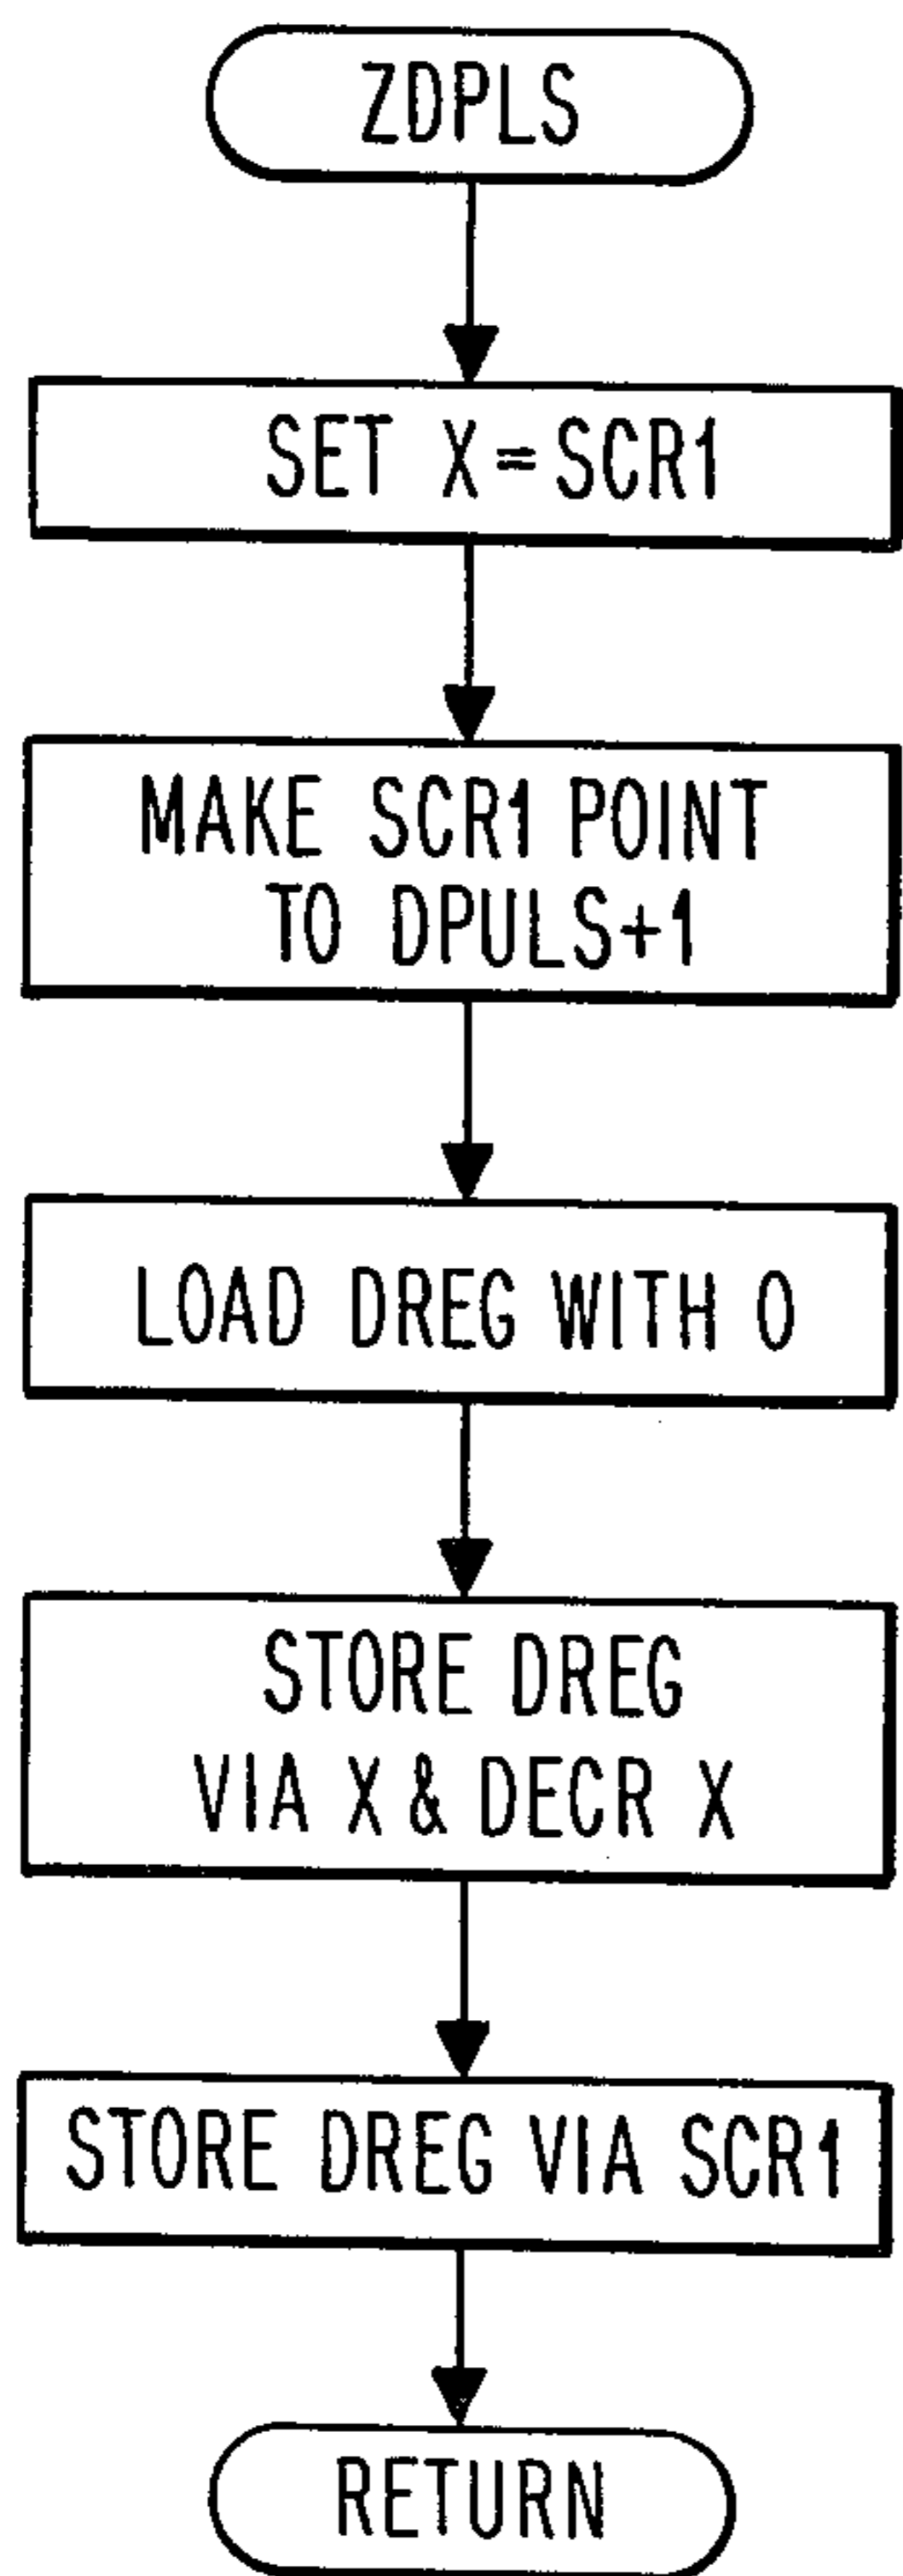 ZDPLS
SET X=SCR1
MAKE SCR1 POINT
TO DPULS+1
LOAD DREG WITH 0
STORE DREG
VIA X & DECR X
STORE DREG VIA SCR1
RETURN